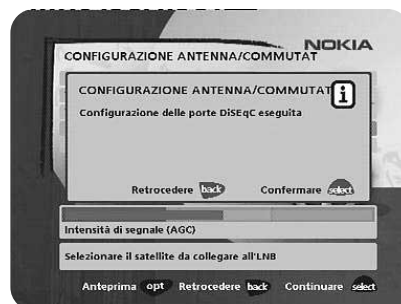 NOKIA
CONFIGURAZIONE ANTENNA/COMMUTAT
CONFIGURAZIONE ANTENNA/COMMUTAT
i
Configurazione delle porte DiSEqC eseguita
Retrocedere back Confermare select
Intensità di segnale (AGC)
Selezionare il satellite da collegare all'LNB
Anteprima opt Retrocedere back Continuare select